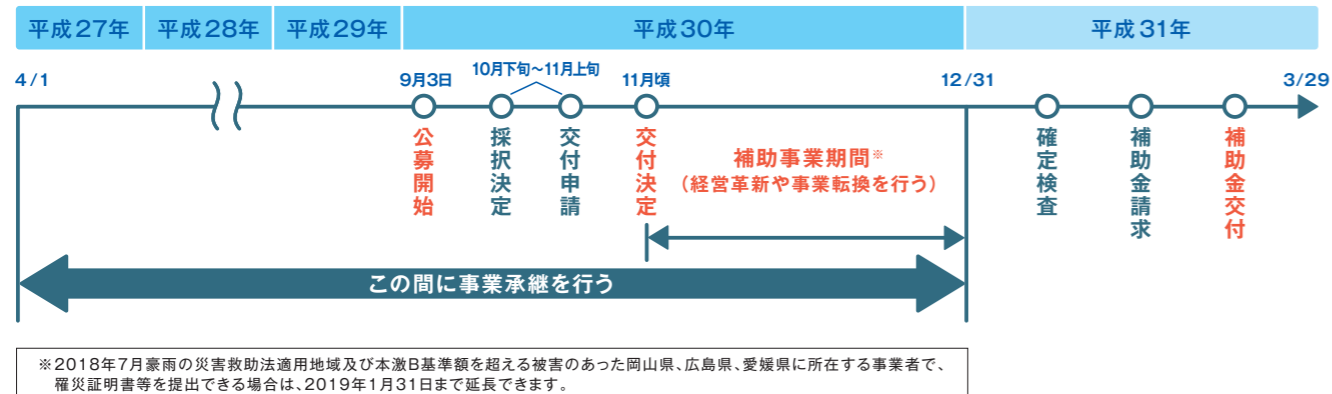 平成27年
平成28年
平成29年
平成30年
平成31年
4/1
9月3日
10月下旬～11月上旬
11月頃
12/31
3/29
公募開始
採択決定
交付申請
交付決定
補助事業期間※
（経営革新や事業転換を行う）
確定検査
補助金請求
補助金交付
この間に事業承継を行う
※2018年7月豪雨の災害救助法適用地域及び本激B基準額を超える被害のあった岡山県、広島県、愛媛県に所在する事業者で、
罹災証明書等を提出できる場合は、2019年1月31日まで延長できます。